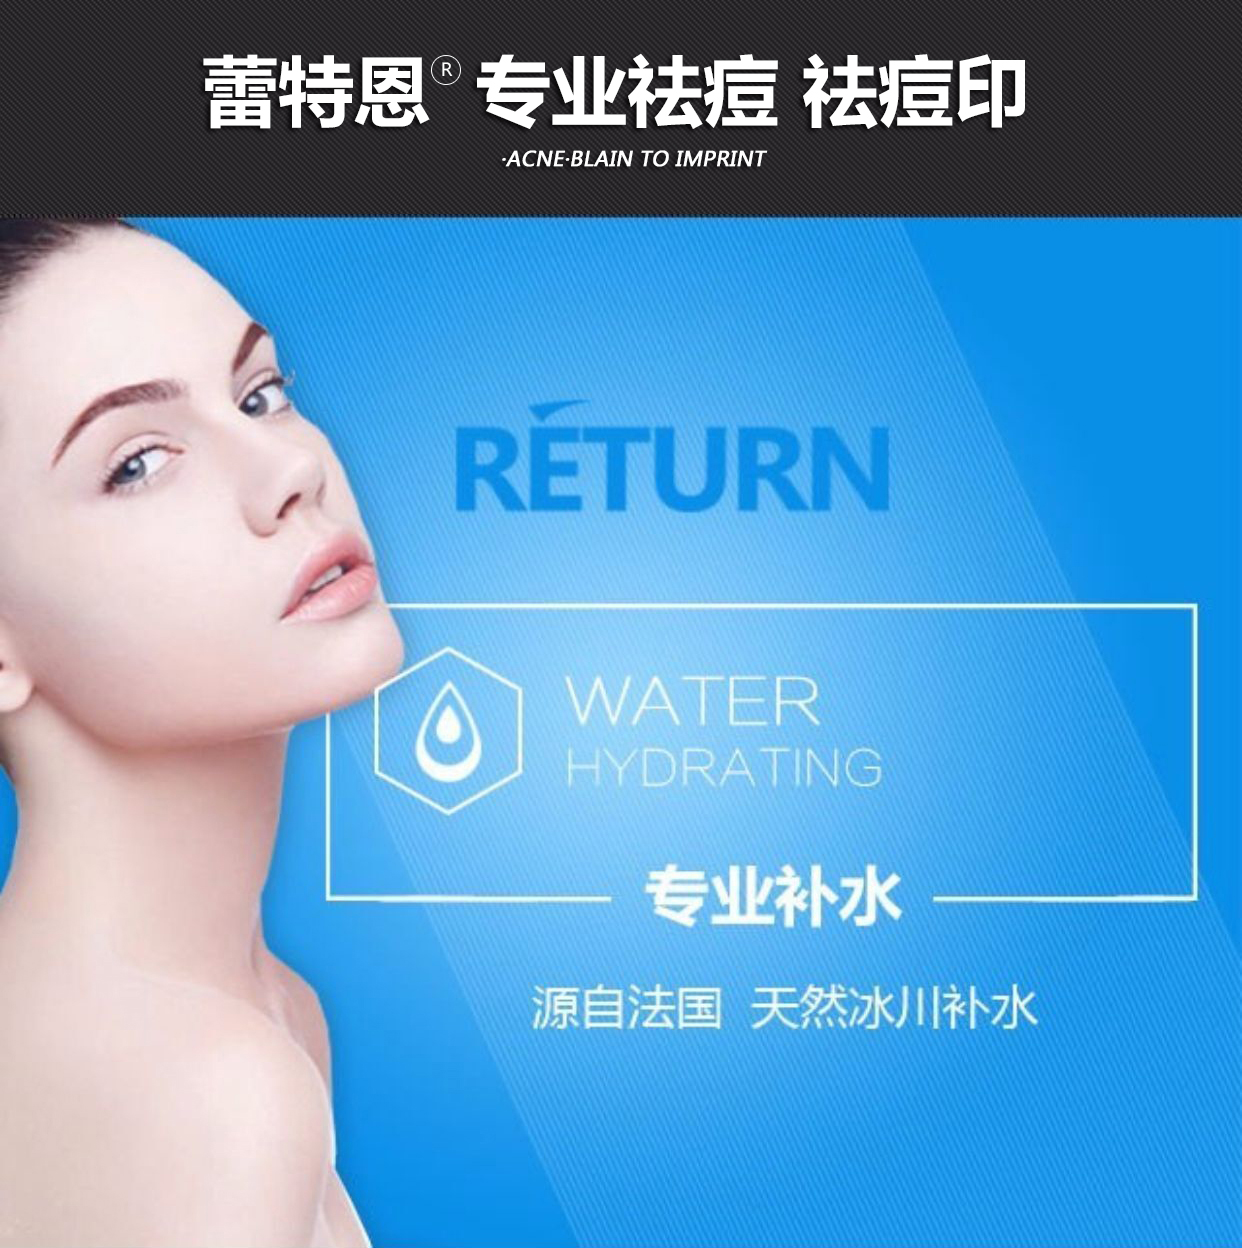 蕾特恩® 专业祛痘 祛痘印
·ACNE·BLAIN TO IMPRINT
RÉTURN
WATER
HYDRATING
专业补水
源自法国 天然冰川补水